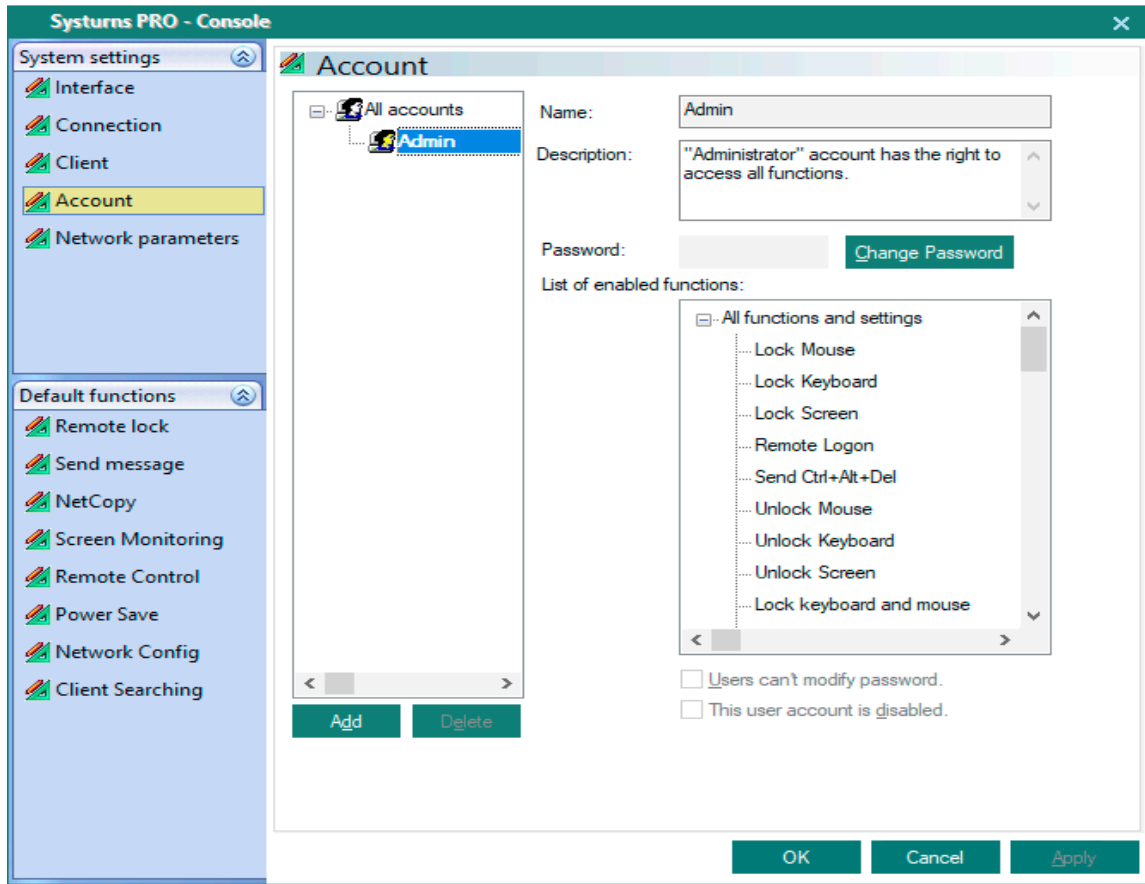 Systurns PRO - Console
System settings
Interface
Connection
Client
Account
Network parameters
Default functions
Remote lock
Send message
NetCopy
Screen Monitoring
Remote Control
Power Save
Network Config
Client Searching
Account
All accounts
Admin
Add
Delete
Name:
Admin
Description:
"Administrator" account has the right to
access all functions.
Password:
Change Password
List of enabled functions:
All functions and settings
Lock Mouse
Lock Keyboard
Lock Screen
Remote Logon
Send Ctrl+Alt+Del
Unlock Mouse
Unlock Keyboard
Unlock Screen
Lock keyboard and mouse
Users can't modify password.
This user account is disabled.
OK
Cancel
Apply